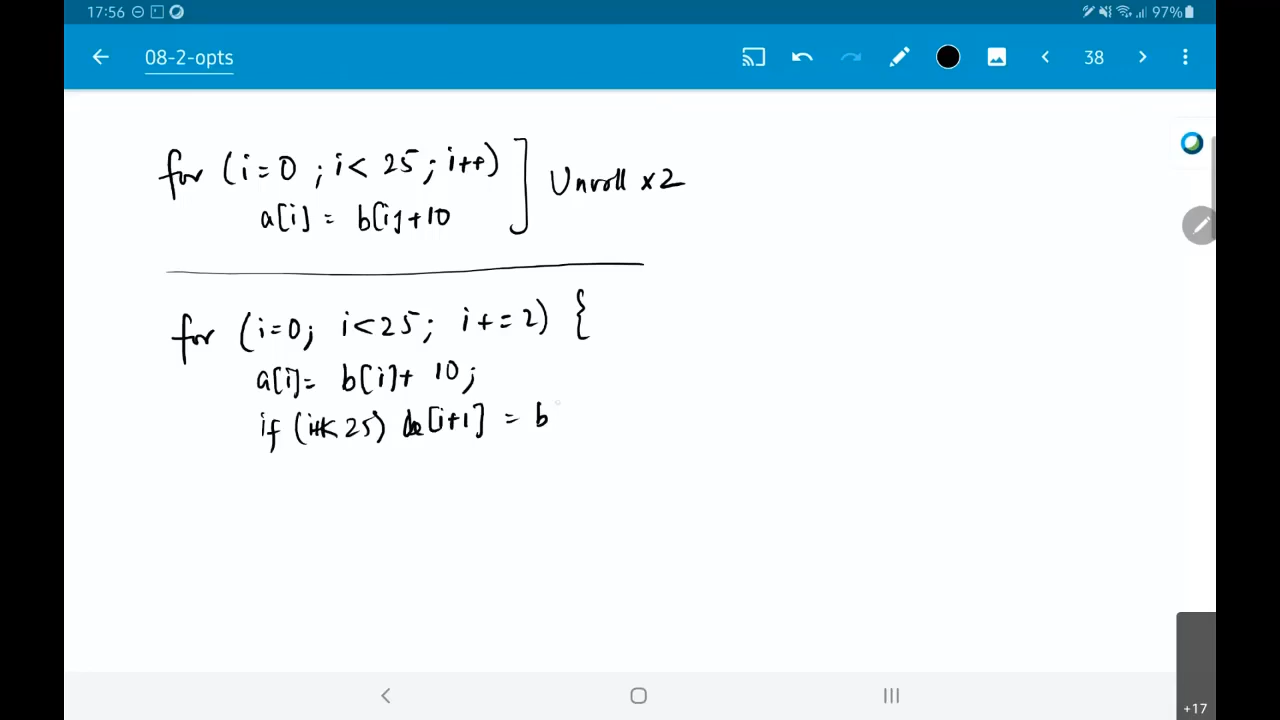 17:56 97%
08-2-opts 38
for (i=0 ; i< 25 ; i++)
a[i] = b[i]+10
Unroll x2
for (i=0; i<25; i+=2) {
a[i]= b[i]+ 10;
if ( < 25) [i+1] = b
+17